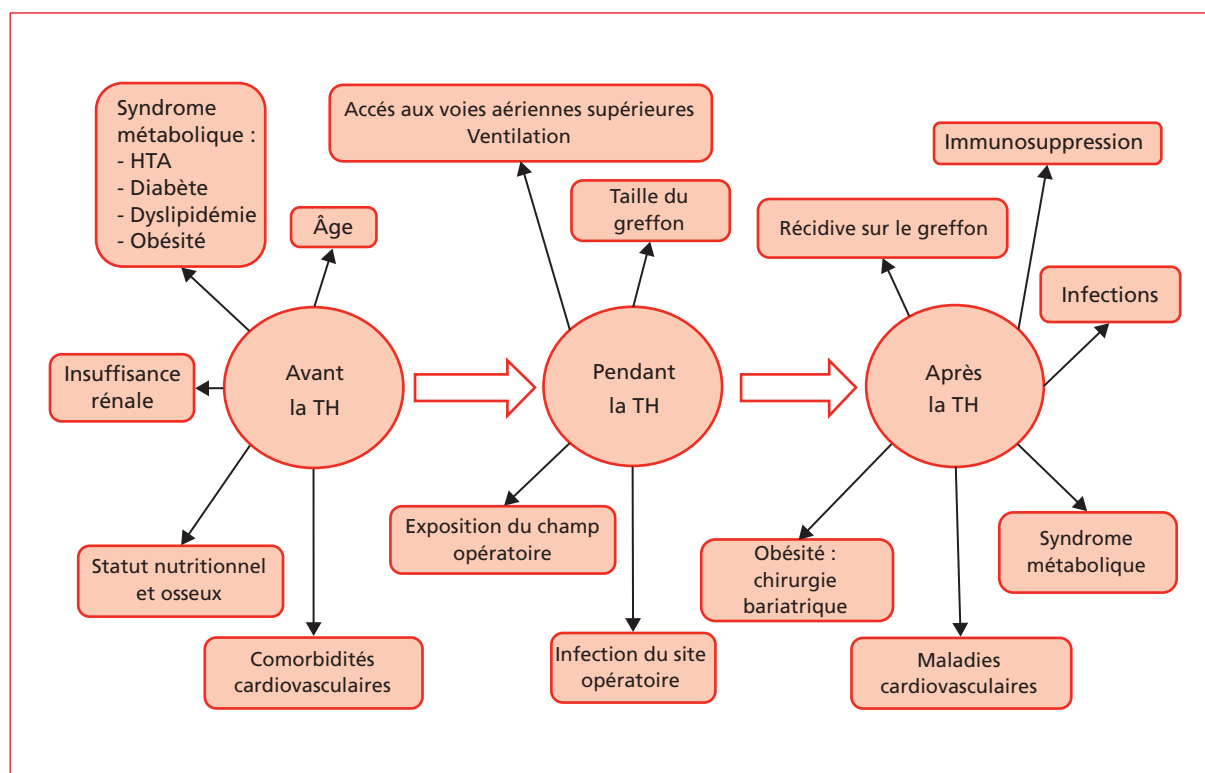 Syndrome
métabolique :
- HTA
- Diabète
- Dyslipidémie
- Obésité
Âge
Insuffisance
rénale
Avant
la TH
Statut nutritionnel
et osseux
Comorbidités
cardiovasculaires
Accés aux voies aériennes supérieures
Ventilation
Taille du
greffon
Pendant
la TH
Exposition du champ
opératoire
Infection du site
opératoire
Immunosuppression
Récidive sur le greffon
Infections
Après
la TH
Obésité :
chirurgie
bariatrique
Syndrome
métabolique
Maladies
cardiovasculaires